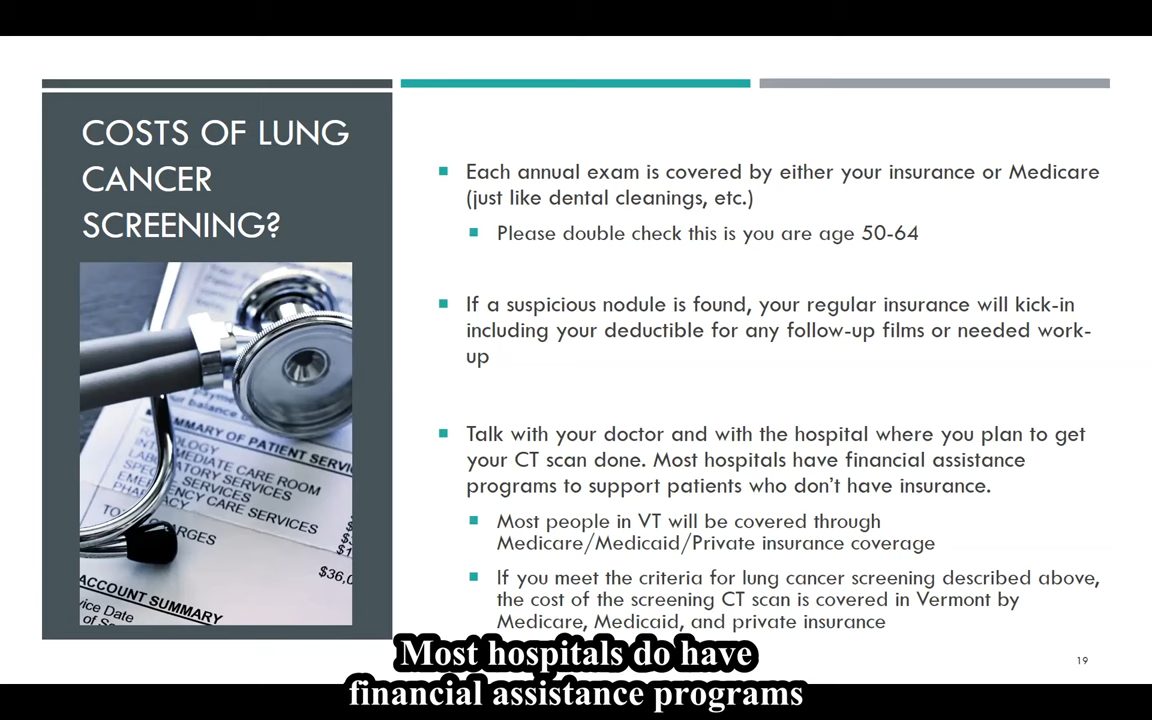 COSTS OF LUNG
CANCER
SCREENING?
Each annual exam is covered by either your insurance or Medicare
(just like dental cleanings, etc.)
Please double check this is you are age 50-64
If a suspicious nodule is found, your regular insurance will kick-in
including your deductible for any follow-up films or needed work-
up
Talk with your doctor and with the hospital where you plan to get
your CT scan done. Most hospitals have financial assistance
programs to support patients who don't have insurance.
Most people in VT will be covered through
Medicare/Medicaid/Private insurance coverage
If you meet the criteria for lung cancer screening described above,
the cost of the screening CT scan is covered in Vermont by
Medicare, Medicaid, and private insurance
SUMMARY OF PATIENT
MEDIATE CARE ROOM
SERVICES
CARE SERVICES
$36,0
ACCOUNT SUMMARY
Date
19
Most hospitals do have
financial assistance programs